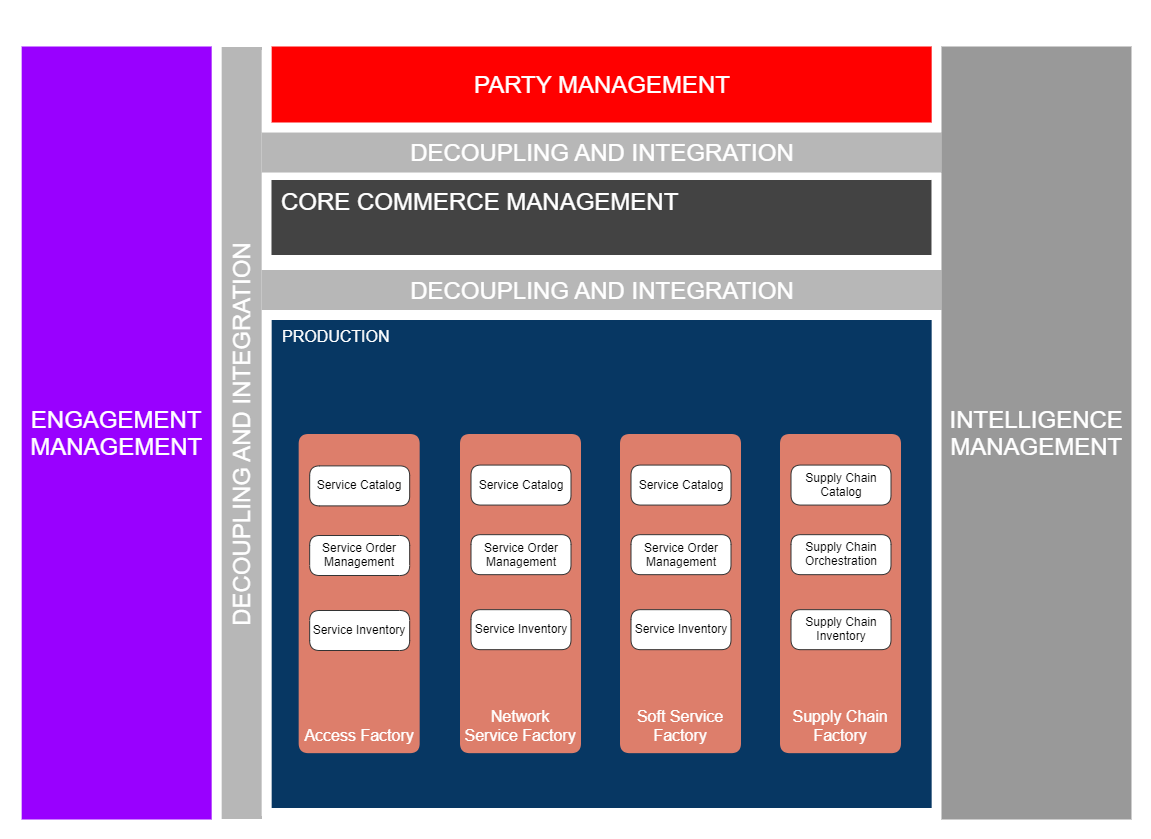 PARTY MANAGEMENT
DECOUPLING AND INTEGRATION
CORE COMMERCE MANAGEMENT
DECOUPLING AND INTEGRATION
ENGAGEMENT
MANAGEMENT
DECOUPLING AND INTEGRATION
PRODUCTION
Service Catalog
Service Order
Management
Service Inventory
Access Factory
Service Catalog
Service Order
Management
Service Inventory
Network
Service Factory
Service Catalog
Service Order
Management
Service Inventory
Soft Service
Factory
Supply Chain
Catalog
Supply Chain
Orchestration
Supply Chain
Inventory
Supply Chain
Factory
INTELLIGENCE
MANAGEMENT